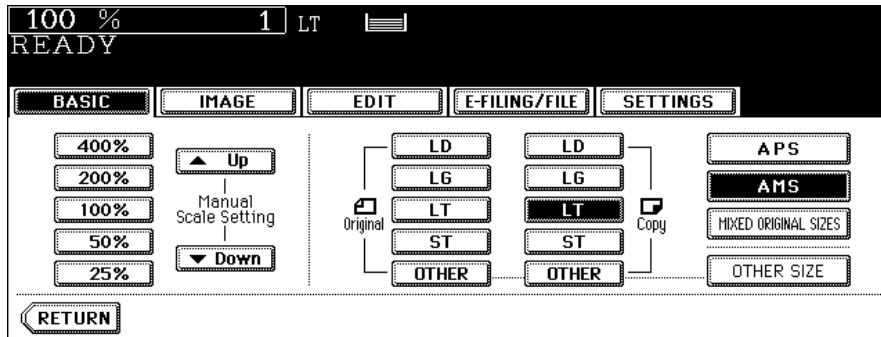 100 % 1 LT
READY
BASIC IMAGE EDIT E-FILING/FILE SETTINGS
400%
200%
100%
50%
25%
Up
Manual
Scale Setting
Down
Original
LD
LG
LT
ST
OTHER
LD
LG
LT
ST
OTHER
Copy
APS
AMS
MIXED ORIGINAL SIZES
OTHER SIZE
RETURN